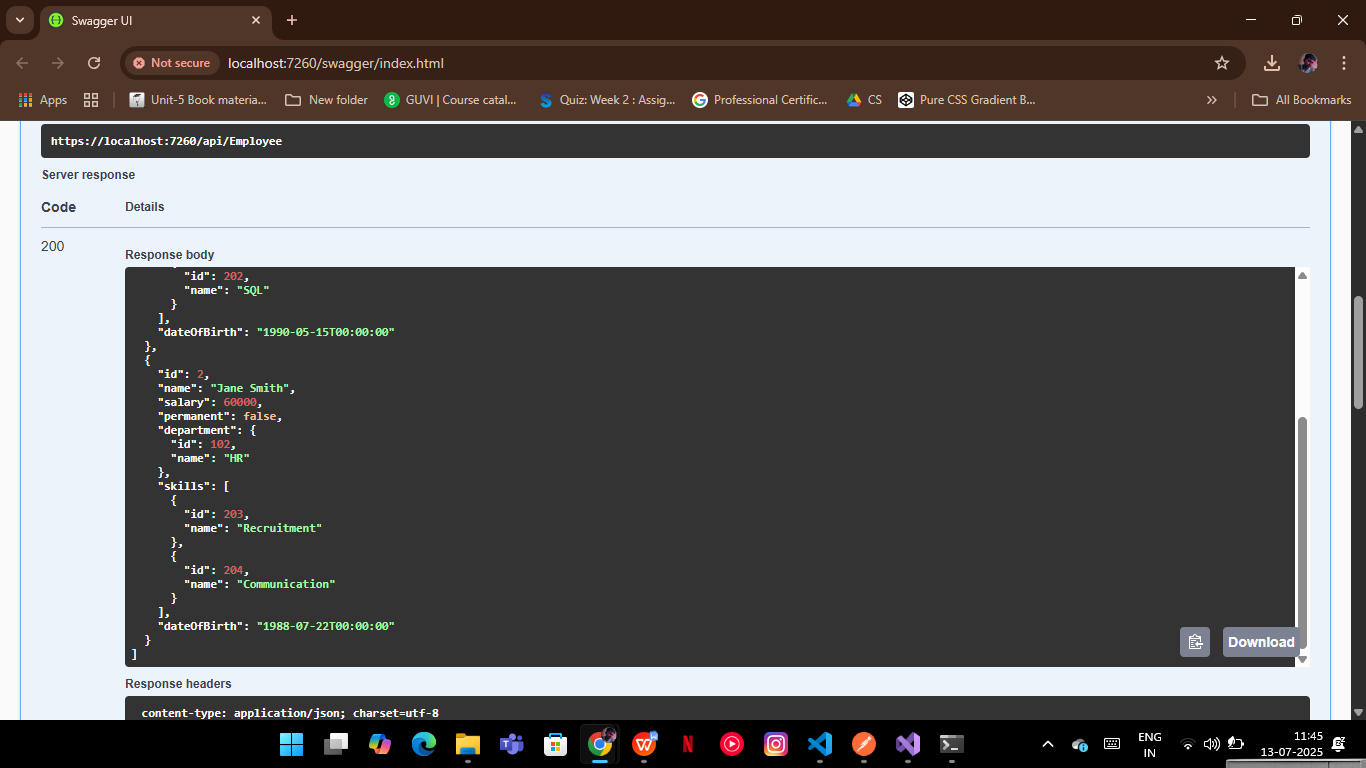 Swagger UI
Not secure
localhost:7260/swagger/index.html
Apps
Unit-5 Book materia...
New folder
GUVI | Course catal...
Quiz: Week 2 : Assig...
Professional Certific...
CS
Pure CSS Gradient B...
All Bookmarks
https://localhost:7260/api/Employee
Server response
Code Details
200
Response body
"id": 202,
"name": "SQL"
}
],
"dateOfBirth": "1990-05-15T00:00:00"
},
{
"id": 2,
"name": "Jane Smith",
"salary": 60000,
"permanent": false,
"department": {
"id": 102,
"name": "HR"
},
"skills": [
{
"id": 203,
"name": "Recruitment"
},
{
"id": 204,
"name": "Communication"
}
],
"dateOfBirth": "1988-07-22T00:00:00"
}
]
Download
Response headers
content-type: application/json; charset=utf-8
ENG
IN
11:45
13-07-2025